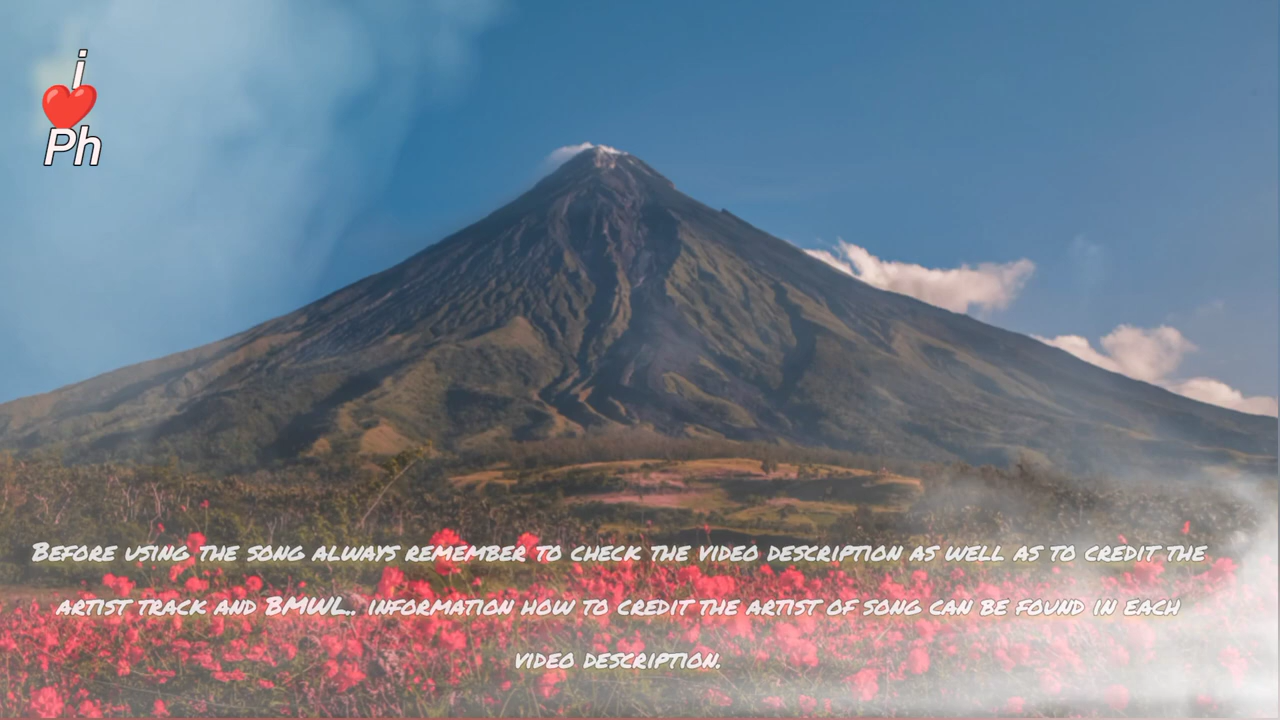 i
❤️
Ph
Before using the song always remember to check the video description as well as to credit the
artist track and BMWL.. information how to credit the artist of song can be found in each
video description.